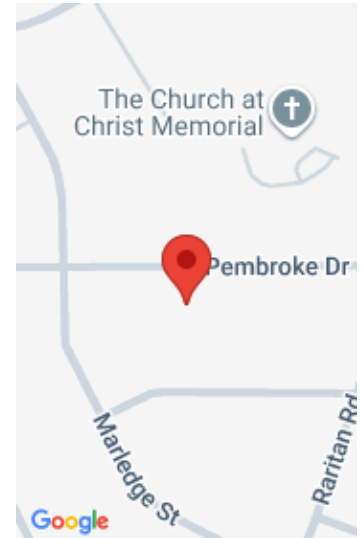 The Church at
Christ Memorial
Pembroke Dr
Marledge St
Raritan Rd
Google